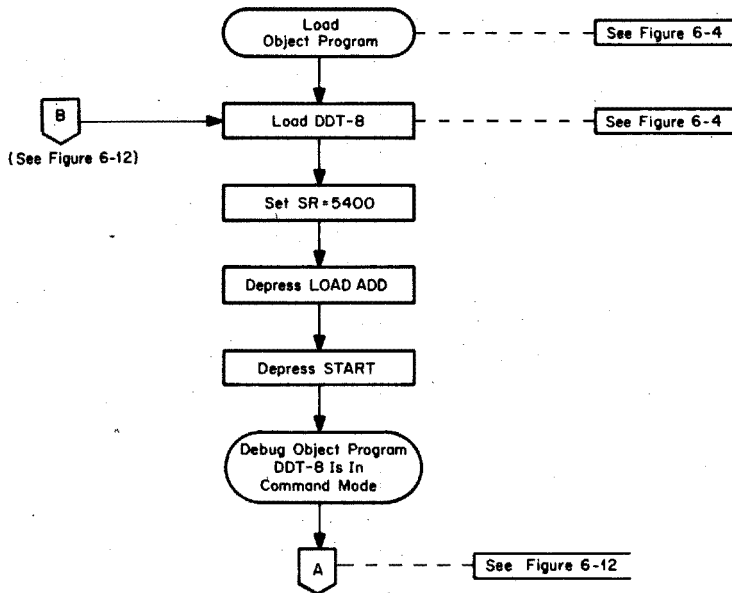 Load
Object Program
See Figure 6-4
B
Load DDT-8
See Figure 6-4
(See Figure 6-12)
Set SR=5400
Depress LOAD ADD
Depress START
Debug Object Program
DDT-8 Is In
Command Mode
A
See Figure 6-12